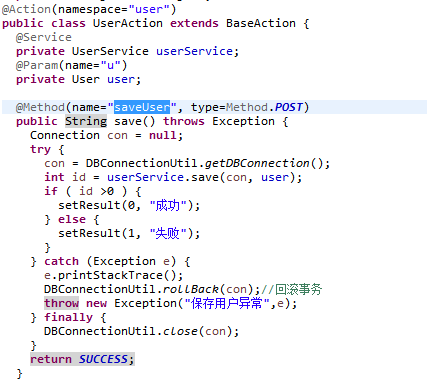 @Action(namespace="user")
public class UserAction extends BaseAction {
@Service
private UserService userService;
@Param(name="u")
private User user;
@Method(name="saveUser", type=Method.POST)
public String save() throws Exception {
Connection con = null;
try {
con = DBConnectionUtil.getDBConnection();
int id = userService.save(con, user);
if ( id >0 ) {
setResult(0, "成功");
} else {
setResult(1, "失败");
}
} catch (Exception e) {
e.printStackTrace();
DBConnectionUtil.rollBack(con);//回滚事务
throw new Exception("保存用户异常",e);
} finally {
DBConnectionUtil.close(con);
}
return SUCCESS;
}